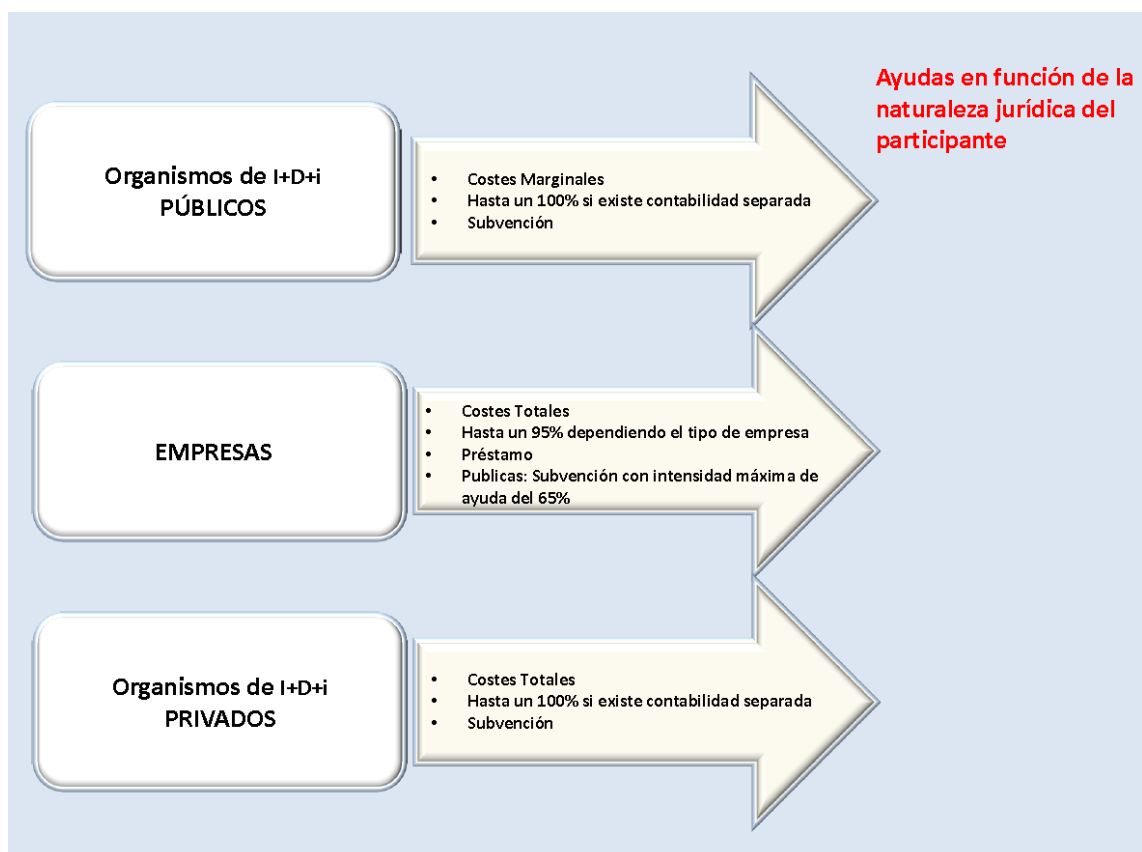 Ayudas en función de la
naturaleza jurídica del
participante
Organismos de I+D+i
PÚBLICOS
• Costes Marginales
• Hasta un 100% si existe contabilidad separada
• Subvención
EMPRESAS
• Costes Totales
• Hasta un 95% dependiendo el tipo de empresa
• Préstamo
• Publicas: Subvención con intensidad máxima de
ayuda del 65%
Organismos de I+D+i
PRIVADOS
• Costes Totales
• Hasta un 100% si existe contabilidad separada
• Subvención